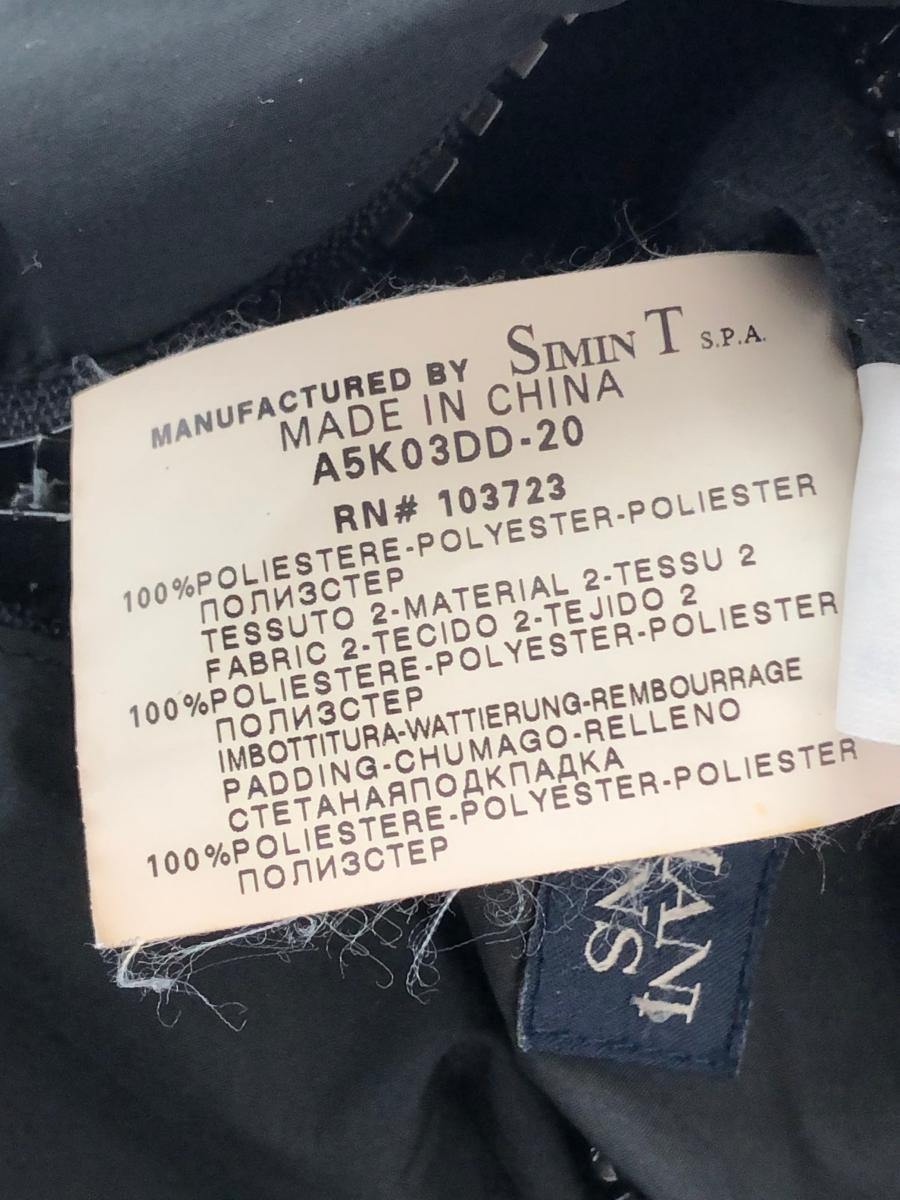 MANUFACTURED BY SIMINT S.P.A.
MADE IN CHINA
A5K03DD-20
RN# 103723
100%POLIESTERE-POLYESTER-POLIESTER
ПОЛИЗСТЕР
TESSUTO 2-MATERIAL 2-TESSU 2
FABRIC 2-TECIDO 2-TEJIDO 2
100%POLIESTERE-POLYESTER-POLIESTER
ПОЛИЗСТЕР
IMBOTTITURA-WATTIERUNG-REMBOURRAGE
PADDING-CHUMAGO-RELLENO
СТЕТАНАЯПОДКПАДКА
100%POLIESTERE-POLYESTER-POLIESTER
ПОЛИЗСТЕР